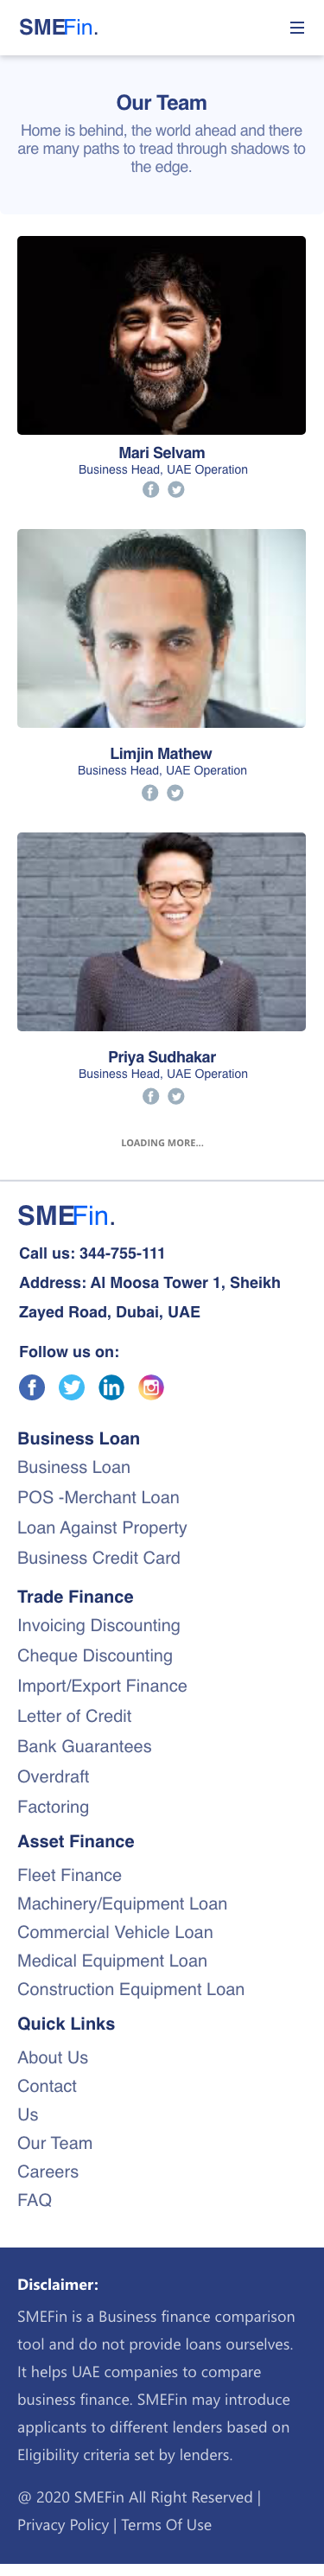 SMEFin.
Our Team
Home is behind, the world ahead and there
are many paths to tread through shadows to
the edge.
Mari Selvam
Business Head, UAE Operation
Limjin Mathew
Business Head, UAE Operation
Priya Sudhakar
Business Head, UAE Operation
LOADING MORE...
SMEFin.
Call us: 344-755-111
Address: Al Moosa Tower 1, Sheikh
Zayed Road, Dubai, UAE
Follow us on:
Business Loan
Business Loan
POS -Merchant Loan
Loan Against Property
Business Credit Card
Trade Finance
Invoicing Discounting
Cheque Discounting
Import/Export Finance
Letter of Credit
Bank Guarantees
Overdraft
Factoring
Asset Finance
Fleet Finance
Machinery/Equipment Loan
Commercial Vehicle Loan
Medical Equipment Loan
Construction Equipment Loan
Quick Links
About Us
Contact
Us
Our Team
Careers
FAQ
Disclaimer:
SMEFin is a Business finance comparison
tool and do not provide loans ourselves.
It helps UAE companies to compare
business finance. SMEFin may introduce
applicants to different lenders based on
Eligibility criteria set by lenders.
@ 2020 SMEFin All Right Reserved |
Privacy Policy | Terms Of Use